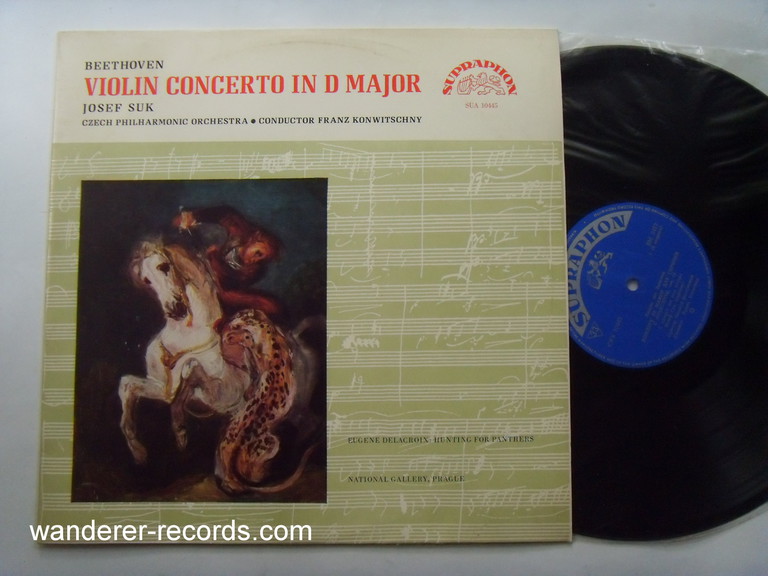 BEETHOVEN
VIOLIN CONCERTO IN D MAJOR
JOSEF SUK
CZECH PHILHARMONIC ORCHESTRA ● CONDUCTOR FRANZ KONWITSCHNY
SUPRAPHON
SUA 10445
SUPRAPHON
EUGENE DELACROIX: HUNTING FOR PANTHERS
NATIONAL GALLERY, PRAGUE
wanderer-records.com